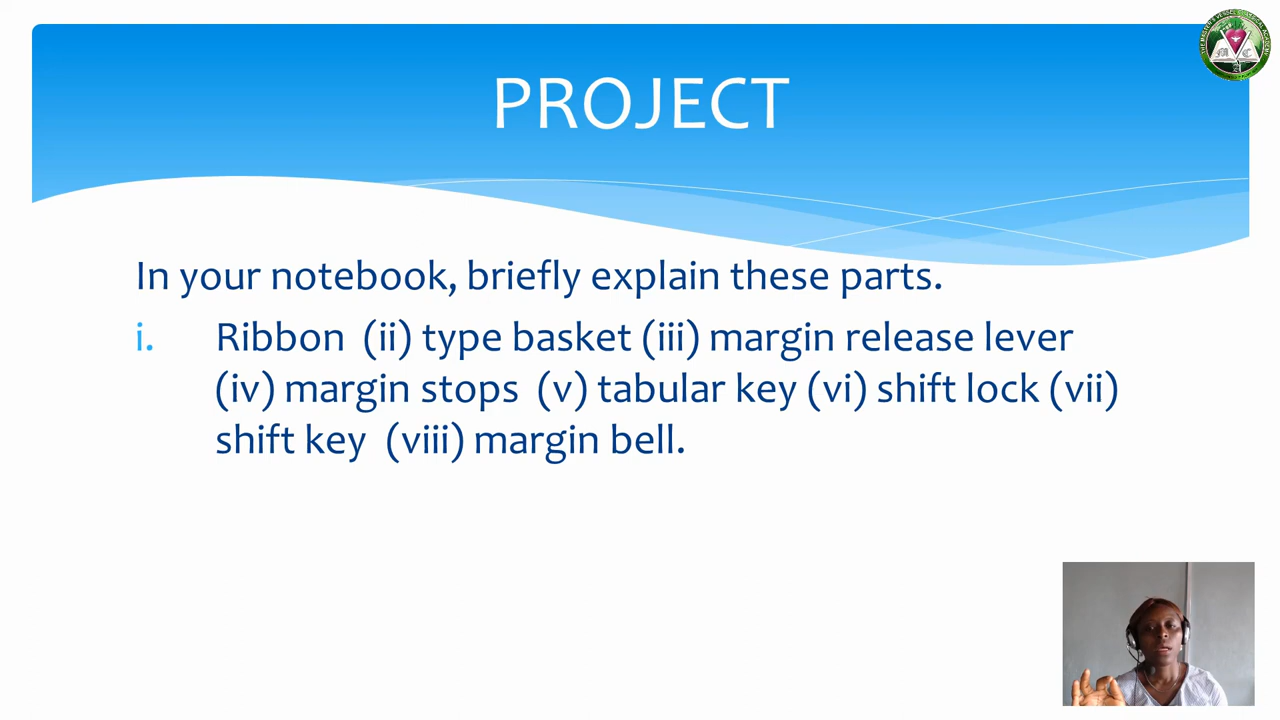 PROJECT
In your notebook, briefly explain these parts.
i. Ribbon (ii) type basket (iii) margin release lever
(iv) margin stops (v) tabular key (vi) shift lock (vii)
shift key (viii) margin bell.